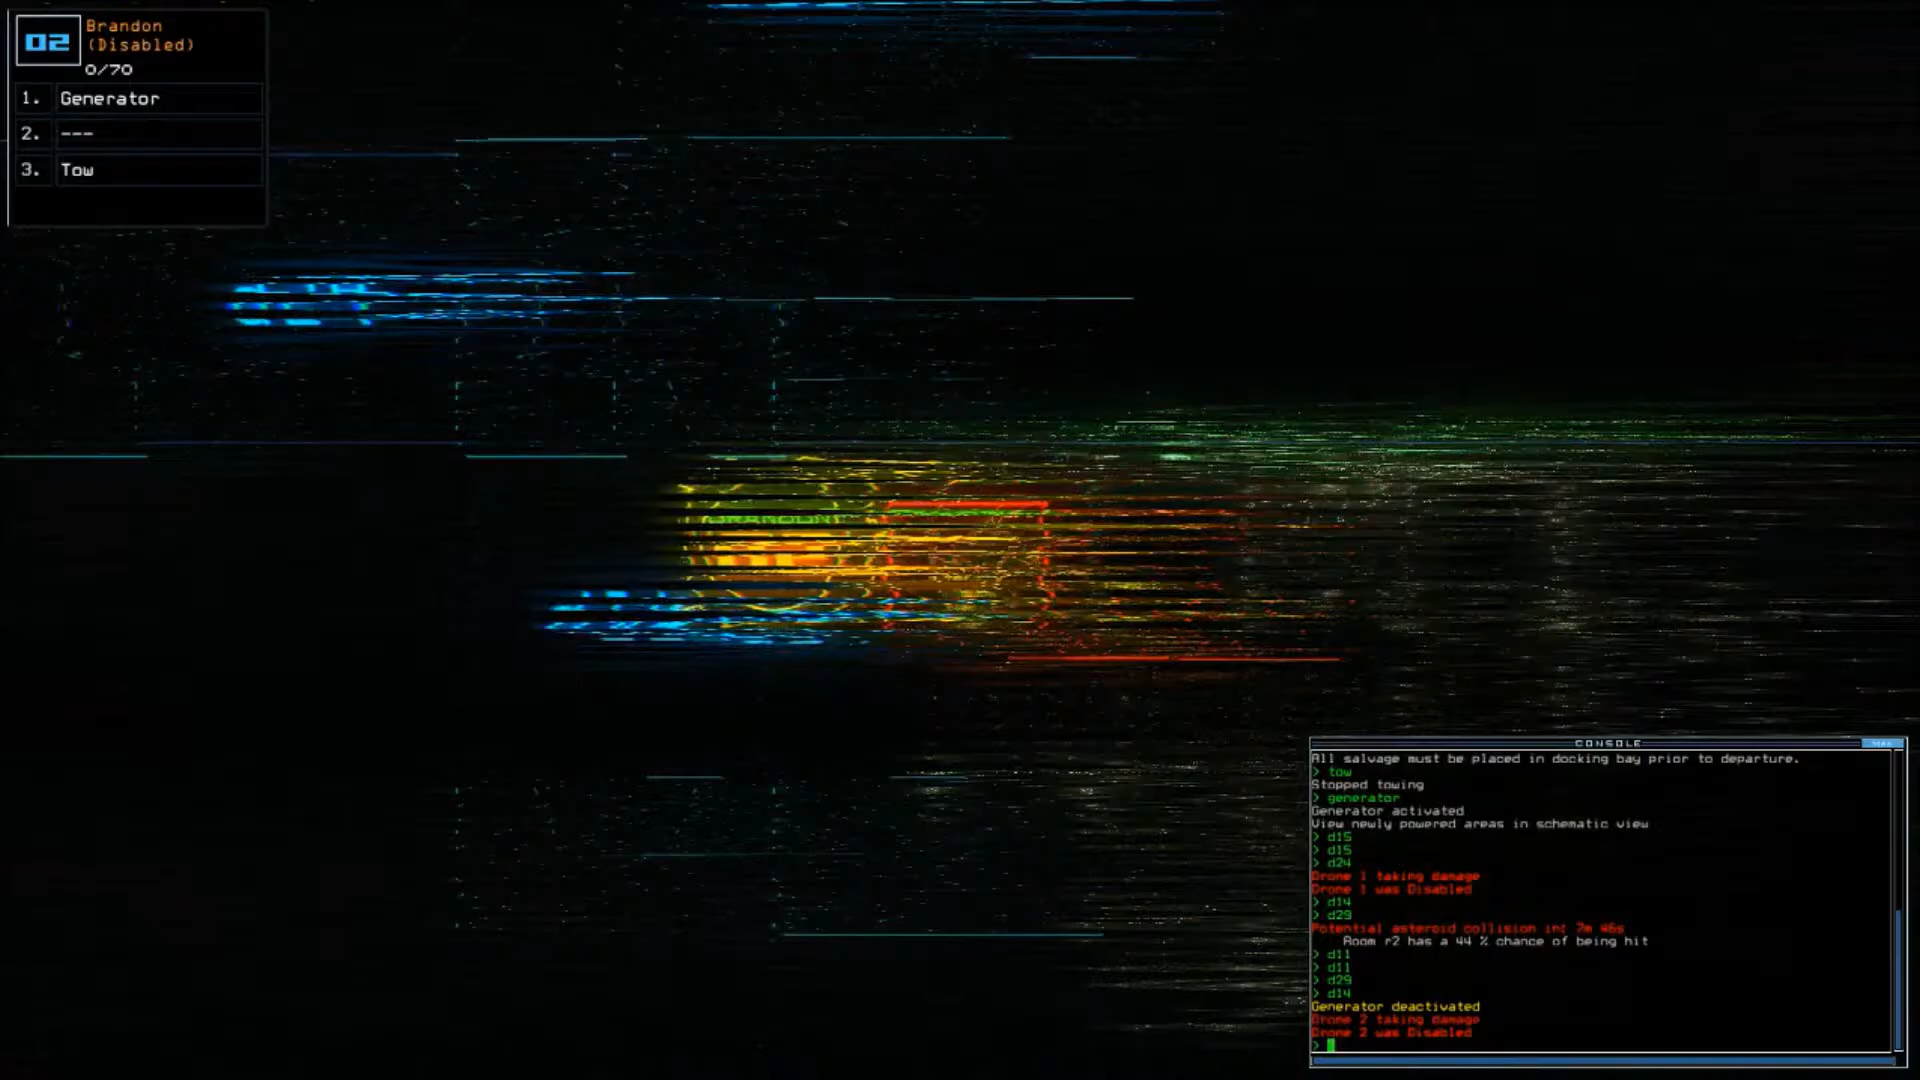 02
Brandon
(Disabled)
0/70
1. Generator
2. ---
3. Tow
BRANDON
CONSOLE
All salvage must be placed in docking bay prior to departure.
> tow
Stopped towing
> generator
Generator activated
View newly powered areas in schematic view
> d15
> d15
> d24
Drone 1 taking damage
Drone 1 was Disabled
> d14
> d29
Potential asteroid collision in: 7m 46s
Room r2 has a 44 % chance of being hit
> d11
> d11
> d29
> d14
Generator deactivated
Drone 2 taking damage
Drone 2 was Disabled
>